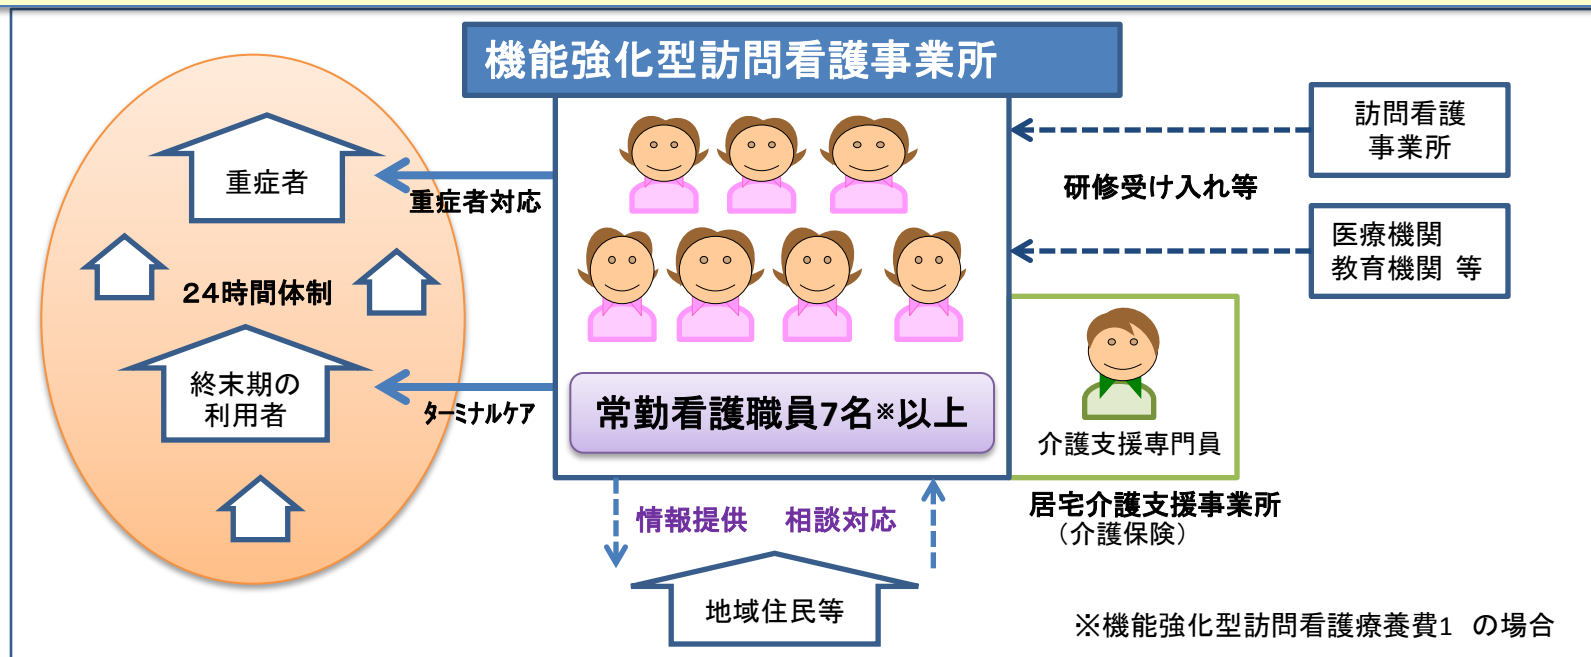 機能強化型訪問看護事業所
重症者
重症者対応
24時間体制
終末期の
利用者
ターミナルケア
常勤看護職員7名※以上
訪問看護
事業所
研修受け入れ等
医療機関
教育機関 等
介護支援専門員
居宅介護支援事業所
（介護保険）
情報提供 相談対応
地域住民等
※機能強化型訪問看護療養費1 の場合